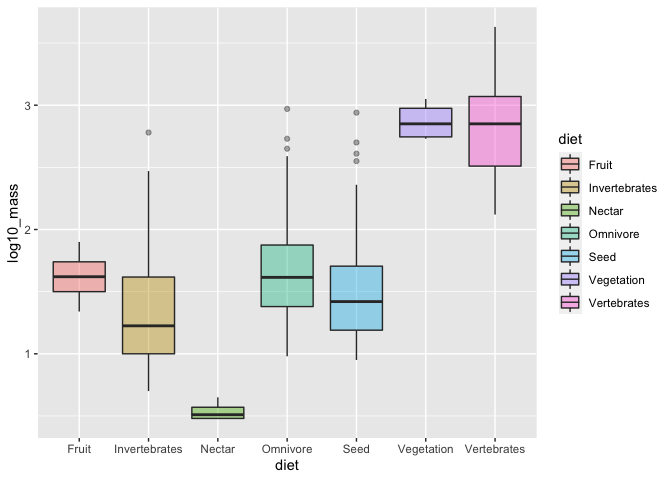 log10_mass
3
2
1
Fruit Invertebrates Nectar Omnivore Seed Vegetation Vertebrates
diet
diet
Fruit
Invertebrates
Nectar
Omnivore
Seed
Vegetation
Vertebrates